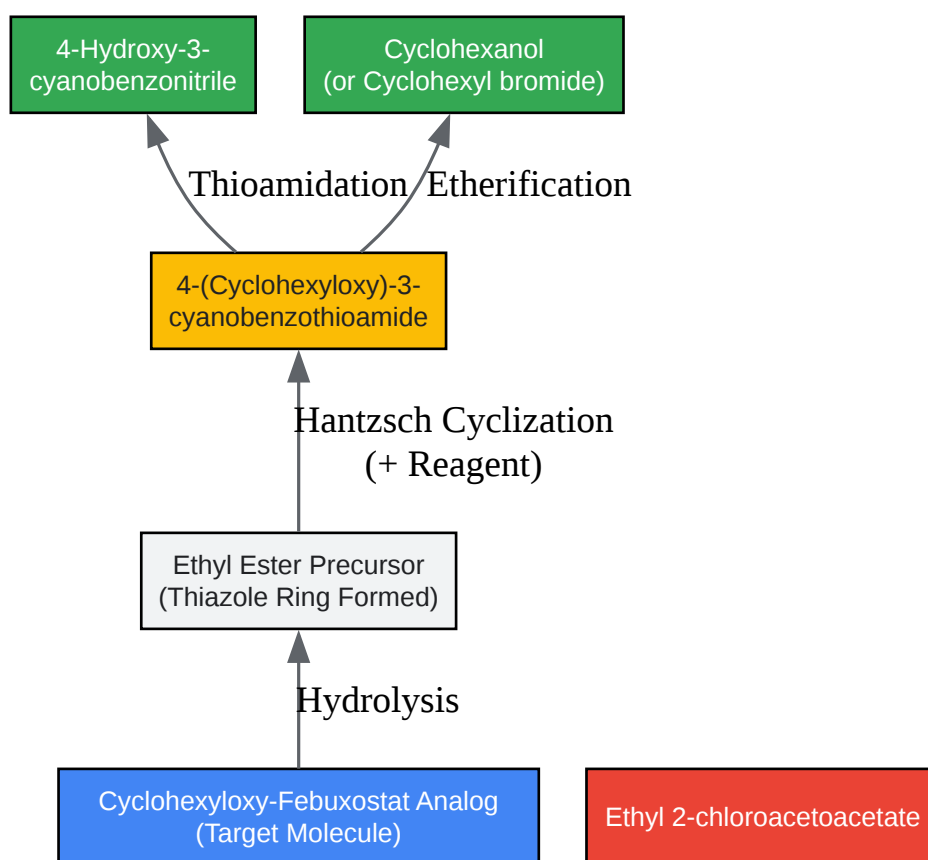 4-Hydroxy-3-
cyanobenzonitrile
Cyclohexanol
(or Cyclohexyl bromide)
Thioamidation
Etherification
4-(Cyclohexyloxy)-3-
cyanobenzothioamide
Hantzsch Cyclization
(+ Reagent)
Ethyl Ester Precursor
(Thiazole Ring Formed)
Hydrolysis
Cyclohexyloxy-Febuxostat Analog
(Target Molecule)
Ethyl 2-chloroacetoacetate